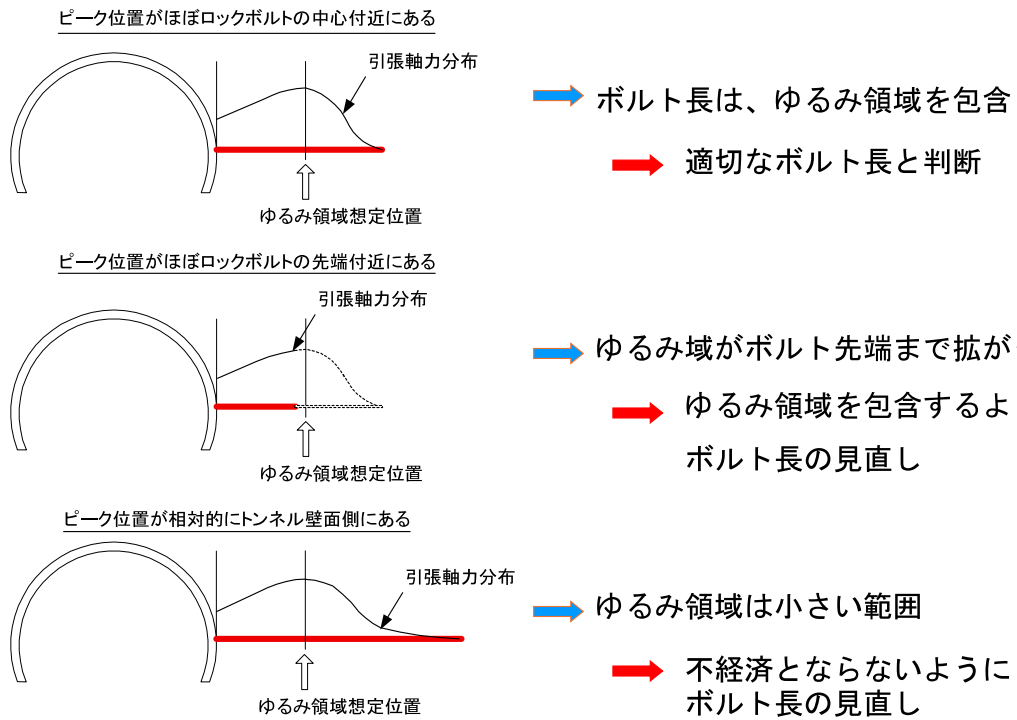 ピーク位置がほぼロックボルトの中心付近にある
引張軸力分布
ゆるみ領域想定位置
ボルト長は、ゆるみ領域を包含
適切なボルト長と判断
ピーク位置がほぼロックボルトの先端付近にある
引張軸力分布
ゆるみ領域想定位置
ゆるみ域がボルト先端まで拡が
ゆるみ領域を包含するよ
ボルト長の見直し
ピーク位置が相対的にトンネル壁面側にある
引張軸力分布
ゆるみ領域想定位置
ゆるみ領域は小さい範囲
不経済とならないように
ボルト長の見直し